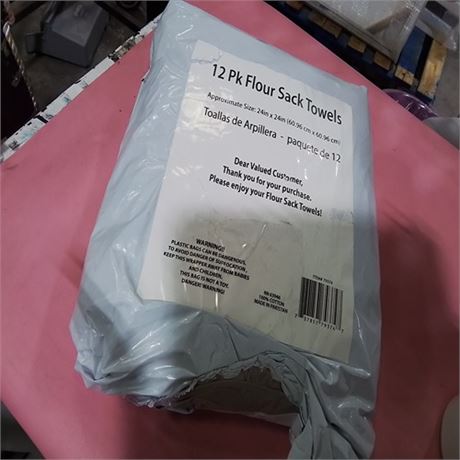 12 Pk Flour Sack Towels
Approximate Size: 24in x 24in (60.96 cm x 60.96 cm)
Toallas de Arpillera - paquete de 12
Dear Valued Customer,
Thank you for your purchase.
Please enjoy your Flour Sack Towels!
WARNING!!
PLASTIC BAGS CAN BE DANGEROUS,
TO AVOID DANGER OF SUFFOCATION,
KEEP THIS WRAPPER AWAY FROM BABIES
AND CHILDREN.
THIS BAG IS NOT A TOY.
DANGER! WARNING!
100% COTTON
MADE IN PAKISTAN